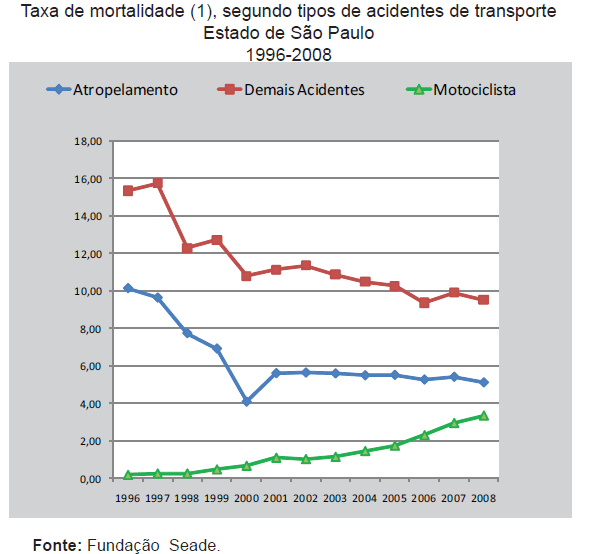 Taxa de mortalidade (1), segundo tipos de acidentes de transporte
Estado de São Paulo
1996-2008
Atropelamento Demais Acidentes Motociclista
18,00
16,00
14,00
12,00
10,00
8,00
6,00
4,00
2,00
0,00
1996 1997 1998 1999 2000 2001 2002 2003 2004 2005 2006 2007 2008
Fonte: Fundação Seade.